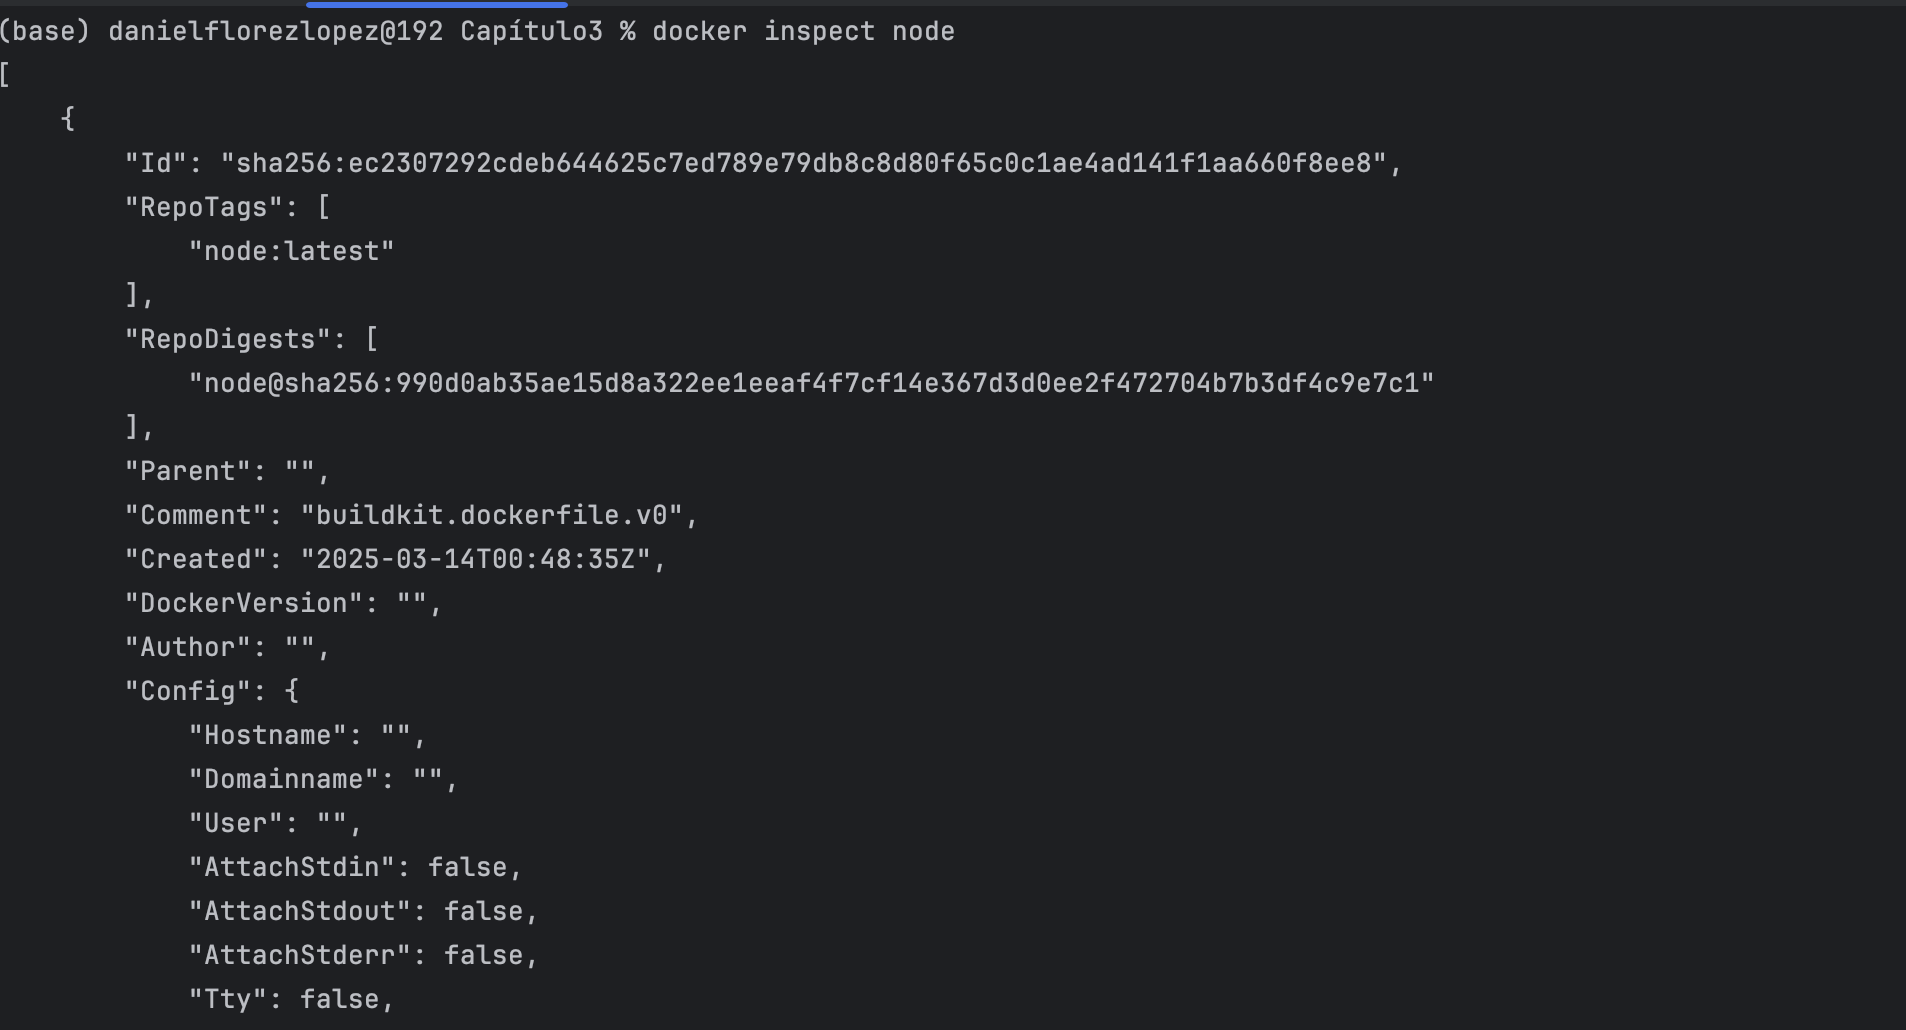 (base) danielflorezlopez@192 Capítulo3 % docker inspect node
[
    {
        "Id": "sha256:ec2307292cdeb644625c7ed789e79db8c8d80f65c0c1ae4ad141f1aa660f8ee8",
        "RepoTags": [
            "node:latest"
        ],
        "RepoDigests": [
            "node@sha256:990d0ab35ae15d8a322ee1eeaf4f7cf14e367d3d0ee2f472704b7b3df4c9e7c1"
        ],
        "Parent": "",
        "Comment": "buildkit.dockerfile.v0",
        "Created": "2025-03-14T00:48:35Z",
        "DockerVersion": "",
        "Author": "",
        "Config": {
            "Hostname": "",
            "Domainname": "",
            "User": "",
            "AttachStdin": false,
            "AttachStdout": false,
            "AttachStderr": false,
            "Tty": false,